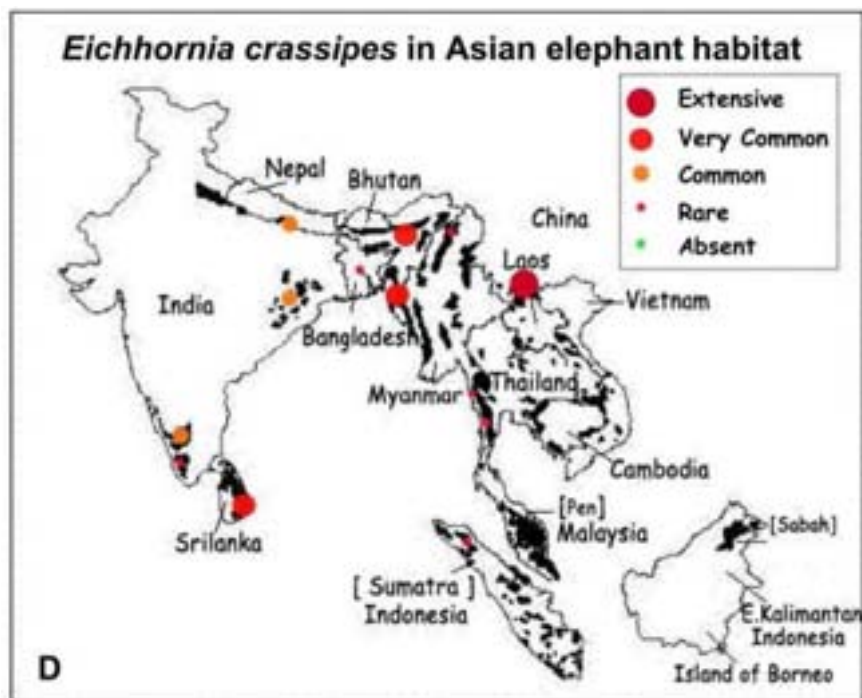 Eichhornia crassipes in Asian elephant habitat
Extensive
Very Common
Common
Rare
Absent
Nepal
Bhutan
China
Laos
India
Vietnam
Bangladesh
Thailand
Myanmar
Cambodia
[Pen]
Malaysia
[Sabah]
Srilanka
[ Sumatra ]
Indonesia
E.Kalimantan
Indonesia
Island of Borneo
D